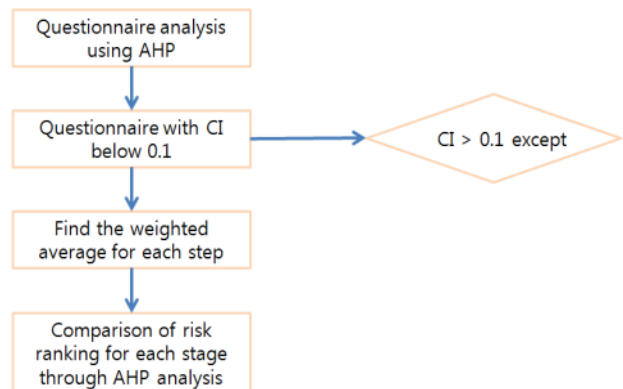 Questionnaire analysis
using AHP
Questionnaire with CI
below 0.1
CI > 0.1 except
Find the weighted
average for each step
Comparison of risk
ranking for each stage
through AHP analysis